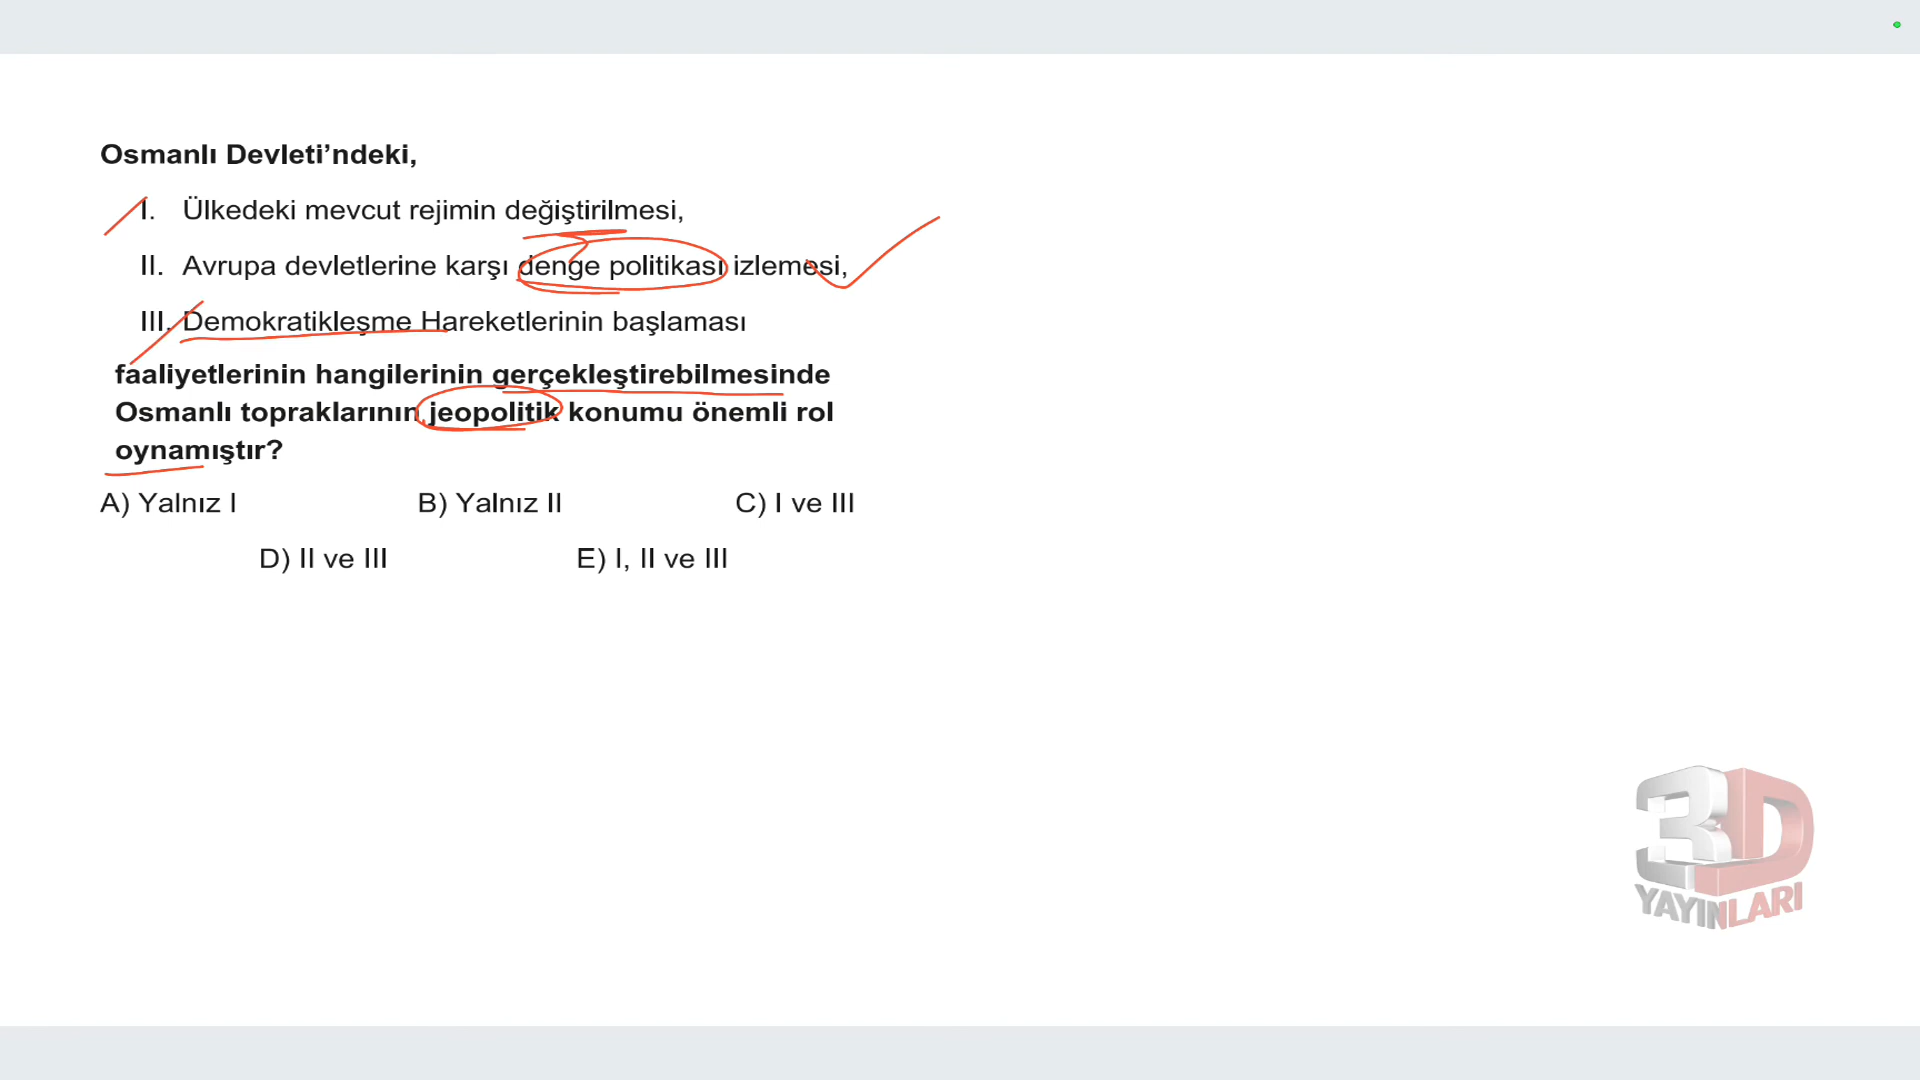 Osmanlı Devleti’ndeki,
I. Ülkedeki mevcut rejimin değiştirilmesi,
II. Avrupa devletlerine karşı denge politikası izlemesi,
III. Demokratikleşme Hareketlerinin başlaması
faaliyetlerinin hangilerinin gerçekleştirebilmesinde
Osmanlı topraklarının jeopolitik konumu önemli rol
oynamıştır?
A) Yalnız I B) Yalnız II C) I ve III
D) II ve III E) I, II ve III
3D
YAYINLARI